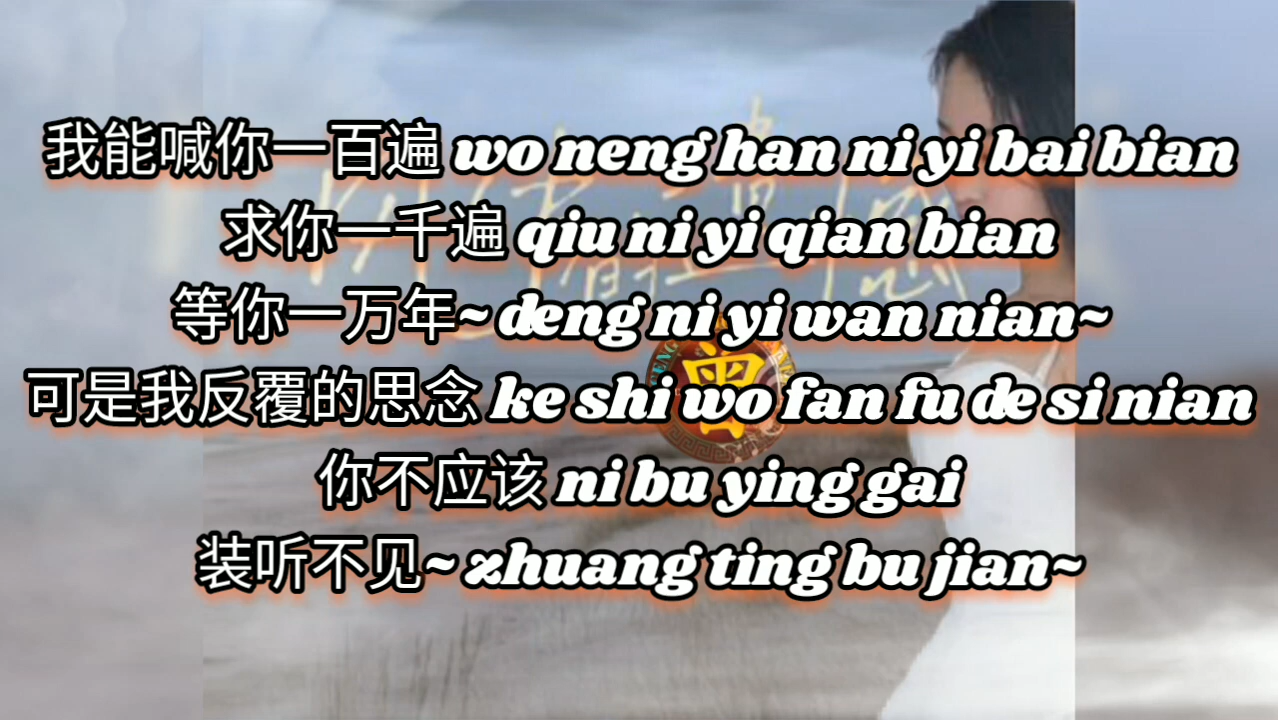 我能喊你一百遍 wo neng han ni yi bai bian
求你一千遍 qiu ni yi qian bian
等你一万年~ deng ni yi wan nian~
可是我反覆的思念 ke shi wo fan fu de si nian
你不应该 ni bu ying gai
装听不见~ zhuang ting bu jian~
曾